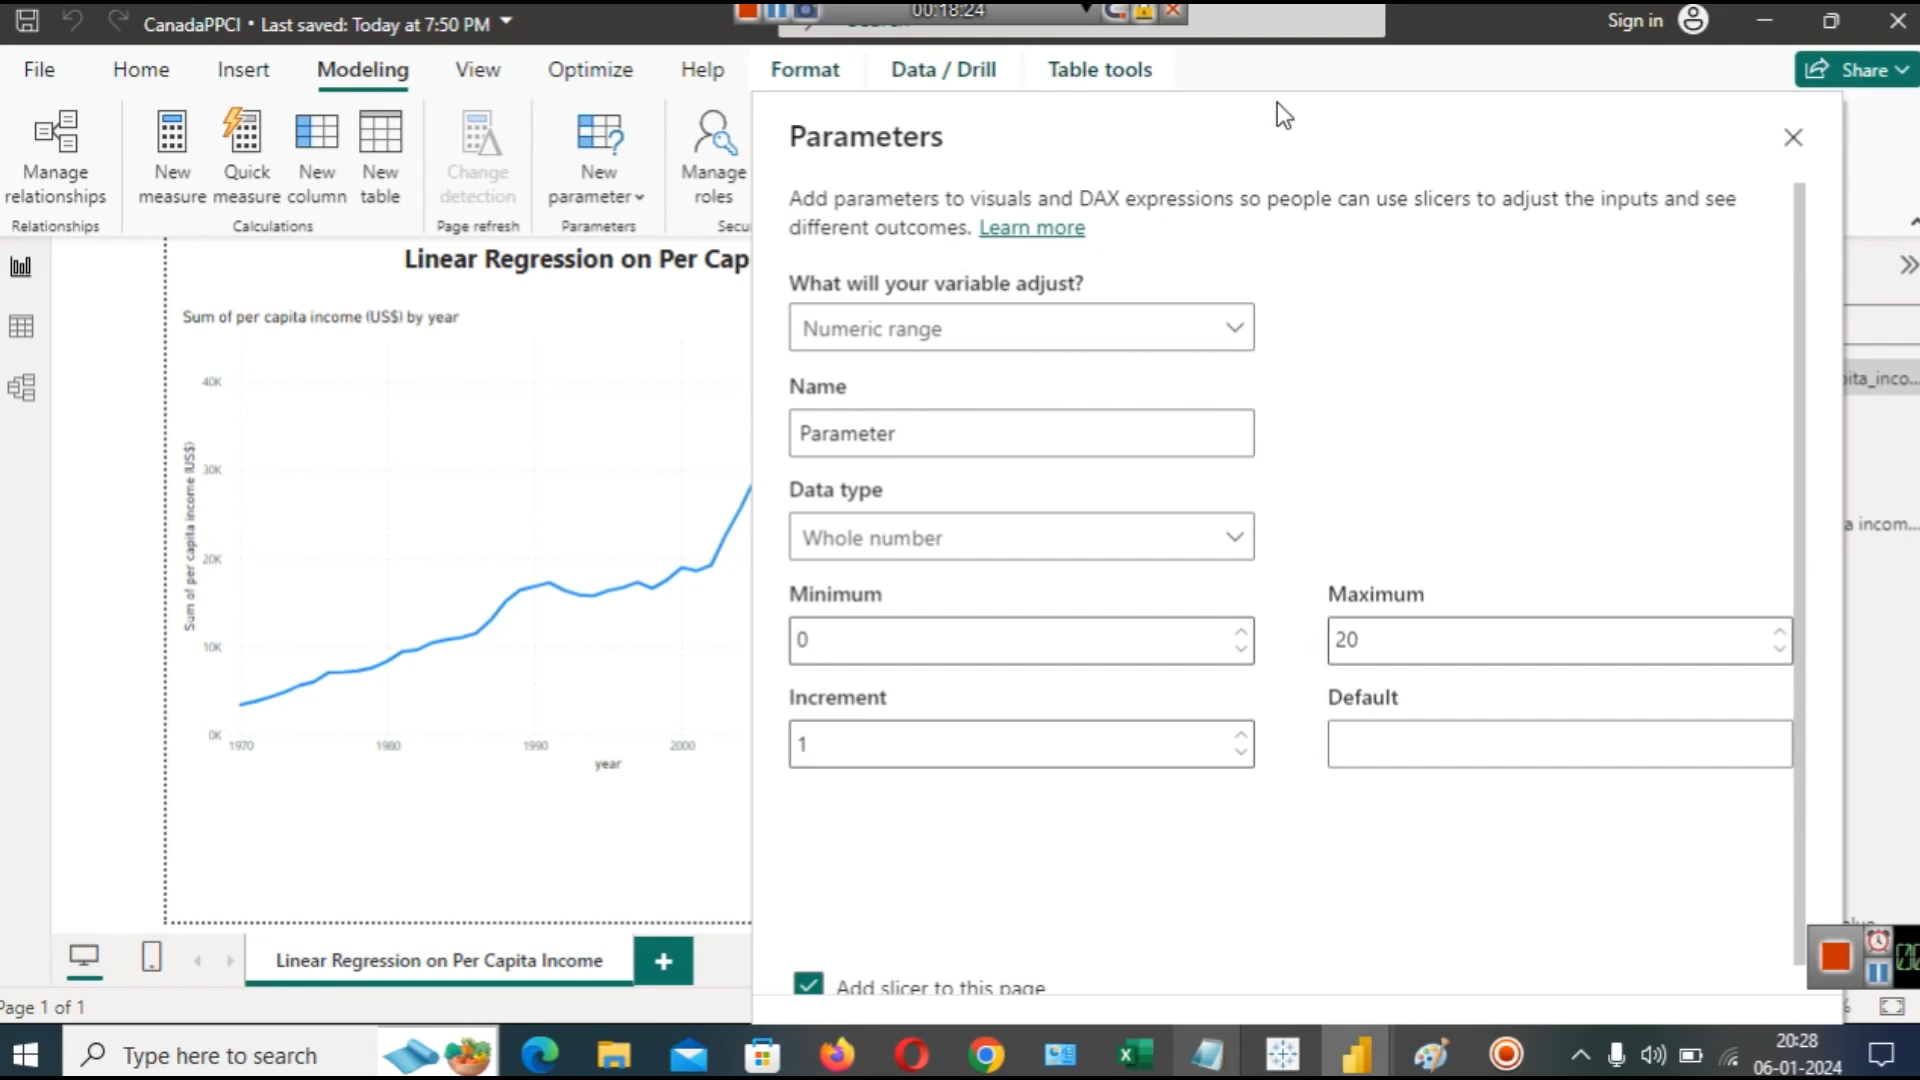 CanadaPPCI • Last saved: Today at 7:50 PM
00:18:24
Sign in
File
Home
Insert
Modeling
View
Optimize
Help
Format
Data / Drill
Table tools
Share
Manage relationships
New measure
Quick measure
New column
New table
Change detection
New parameter
Manage roles
Relationships
Calculations
Page refresh
Parameters
Secu
Linear Regression on Per Cap
Sum of per capita income (US$) by year
Sum of per capita income (US$)
40K
30K
20K
10K
0K
1970
1980
1990
2000
year
Parameters
Add parameters to visuals and DAX expressions so people can use slicers to adjust the inputs and see
different outcomes. Learn more
What will your variable adjust?
Numeric range
Name
Parameter
Data type
Whole number
Minimum
Maximum
0
20
Increment
Default
1
Add slicer to this page
pita_inco...
a incom...
Linear Regression on Per Capita Income
Page 1 of 1
Type here to search
20:28
06-01-2024